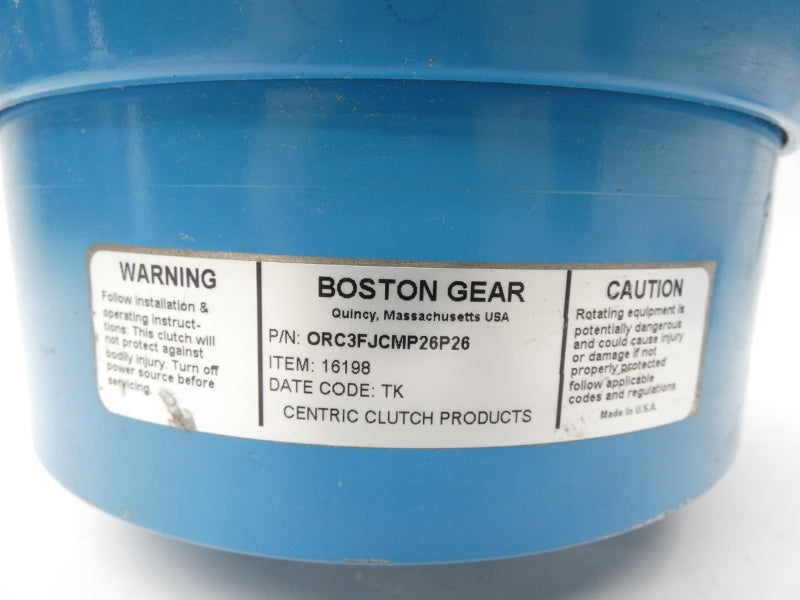 WARNING
Follow installation &
operating instruct-
tions. This clutch will
not protect against
bodily injury. Turn off
power source before
servicing.
BOSTON GEAR
Quincy, Massachusetts USA
P/N: ORC3FJCMP26P26
ITEM: 16198
DATE CODE: TK
CENTRIC CLUTCH PRODUCTS
CAUTION
Rotating equipment is
potentially dangerous
and could cause injury
or damage if not
properly protected
follow applicable
codes and regulations
Made in U.S.A.